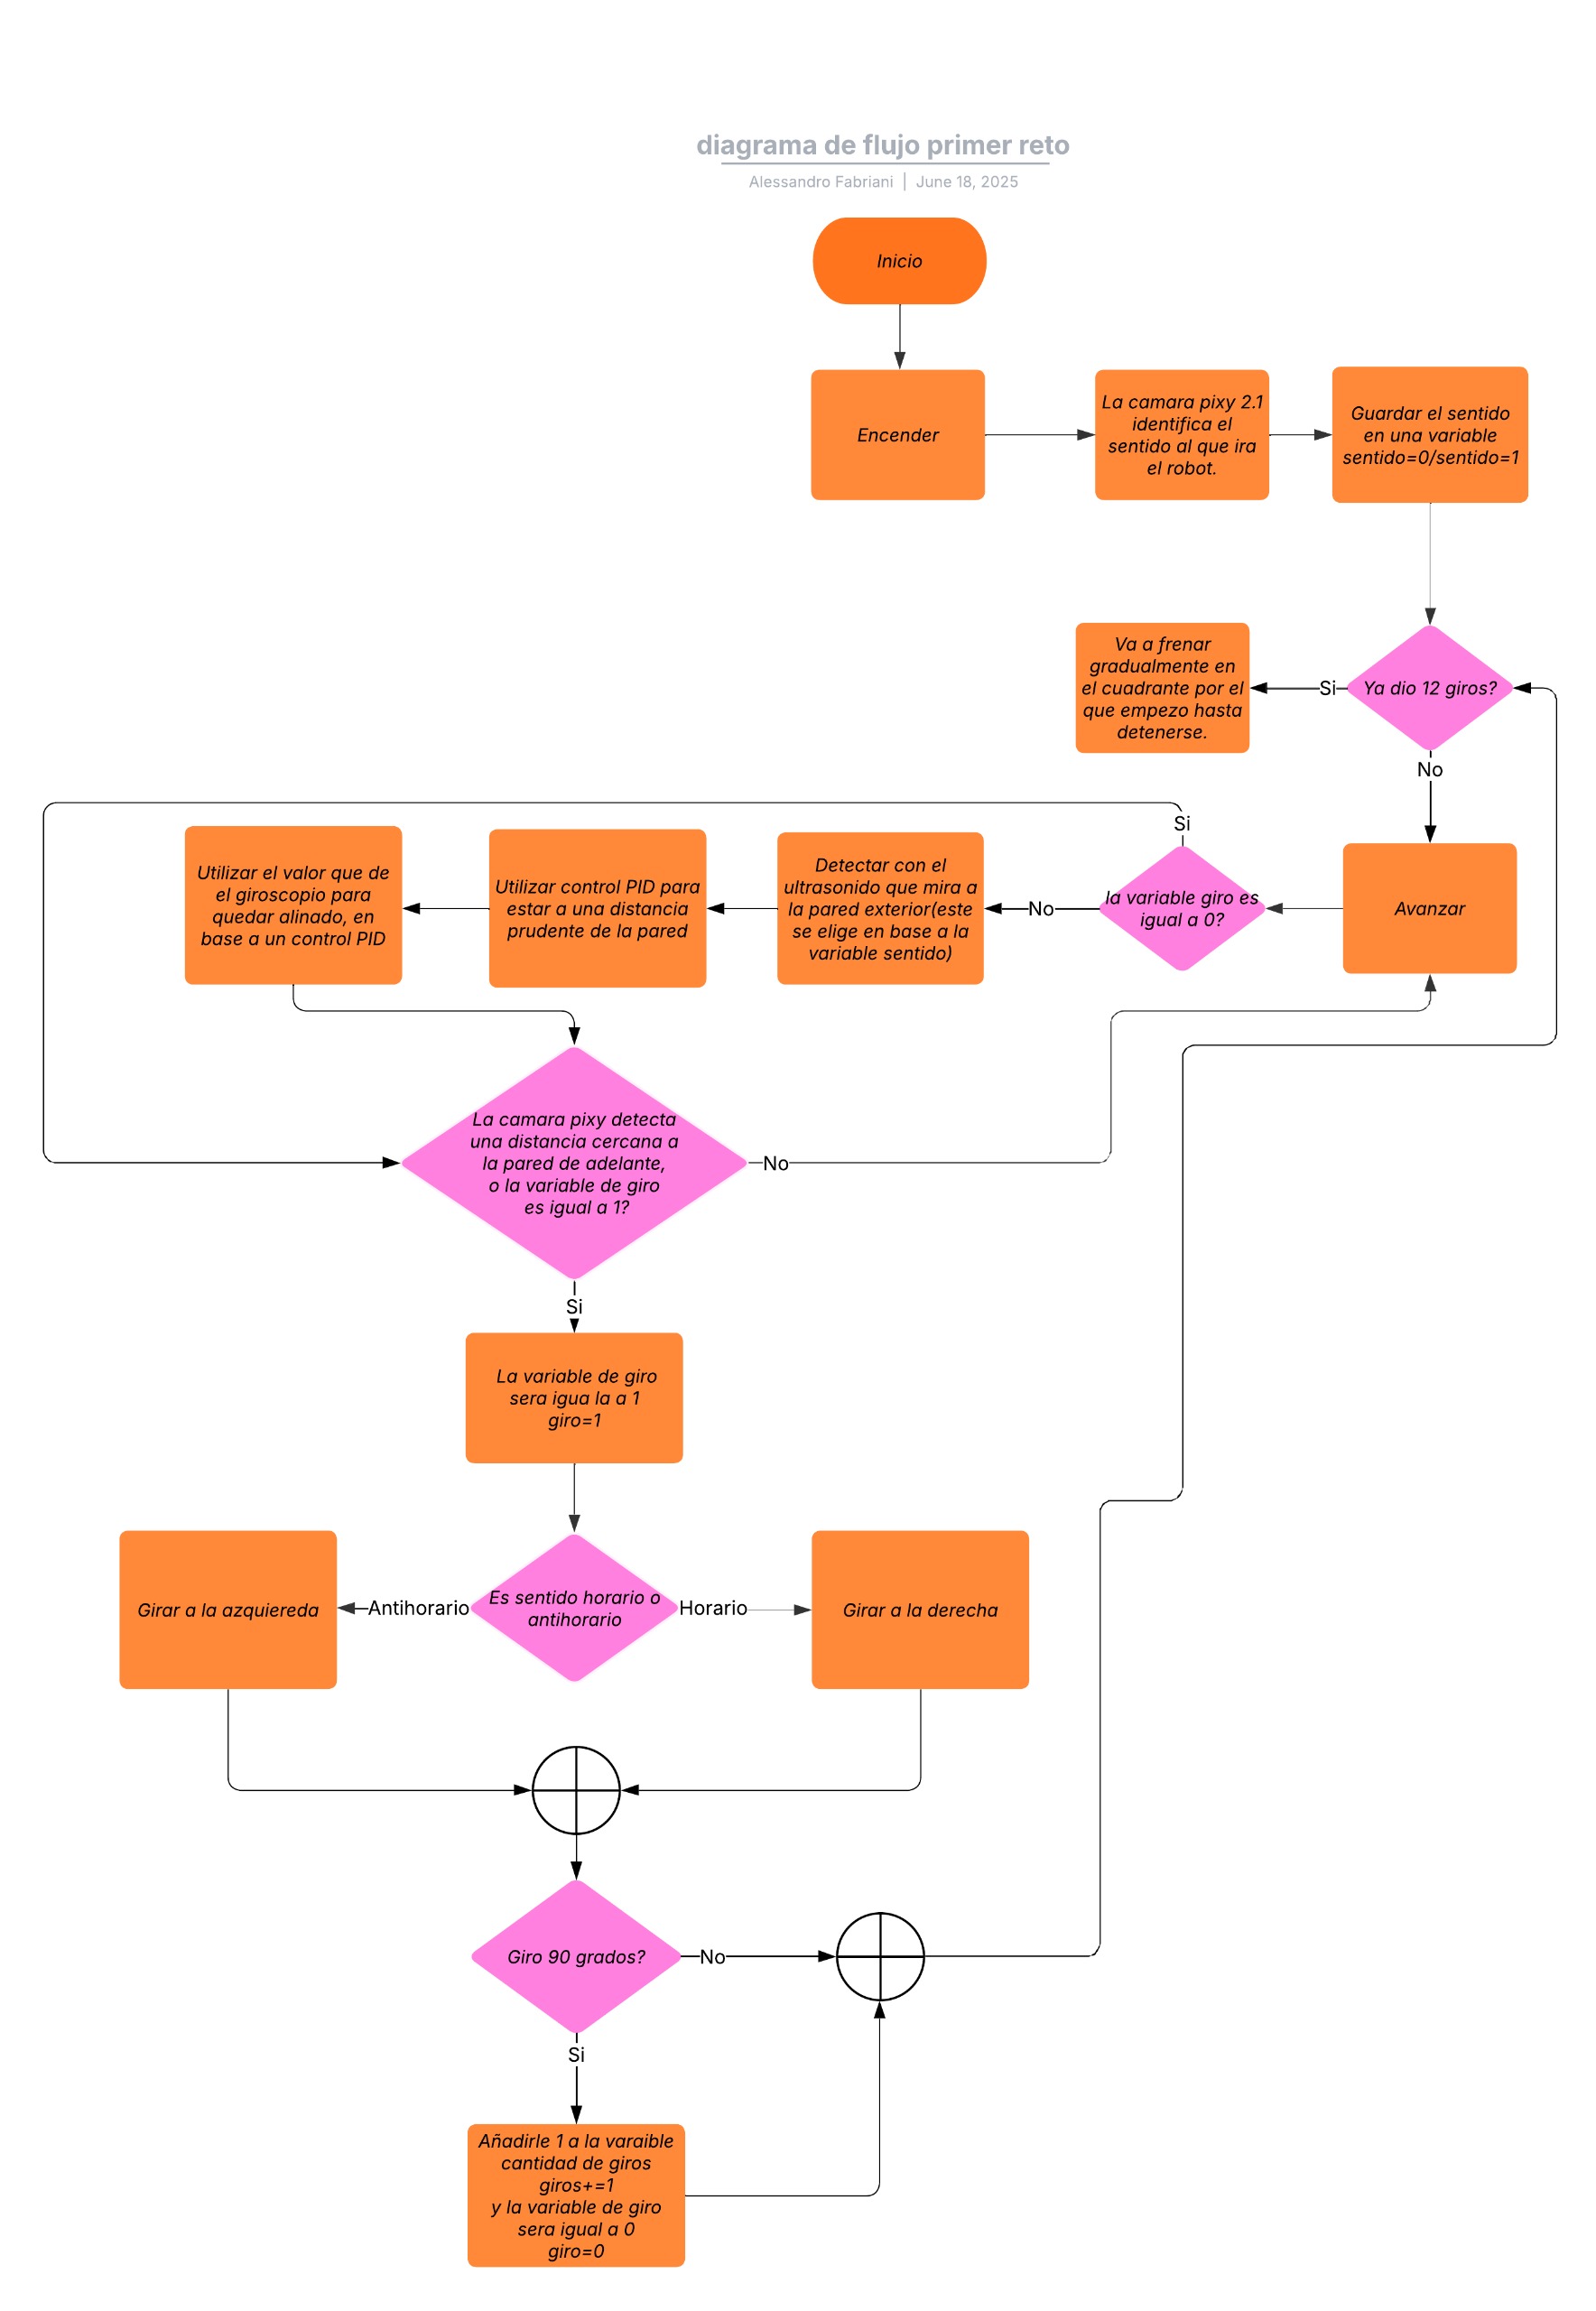 diagrama de flujo primer reto
Alessandro Fabriani | June 18, 2025
Inicio
Encender
La camara pixy 2.1
identifica el
sentido al que ira
el robot.
Guardar el sentido
en una variable
sentido=0/sentido=1
Ya dio 12 giros?
Si
Va a frenar
gradualmente en
el cuadrante por el
que empezo hasta
detenerse.
No
Avanzar
la variable giro es
igual a 0?
Si
No
Detectar con el
ultrasonido que mira a
la pared exterior(este
se elige en base a la
variable sentido)
Utilizar control PID para
estar a una distancia
prudente de la pared
Utilizar el valor que de
el giroscopio para
quedar alinado, en
base a un control PID
La camara pixy detecta
una distancia cercana a
la pared de adelante,
o la variable de giro
es igual a 1?
No
Si
La variable de giro
sera igua la a 1
giro=1
Es sentido horario o
antihorario
Antihorario
Girar a la azquiereda
Horario
Girar a la derecha
Giro 90 grados?
No
Si
Añadirle 1 a la varaible
cantidad de giros
giros+=1
y la variable de giro
sera igual a 0
giro=0